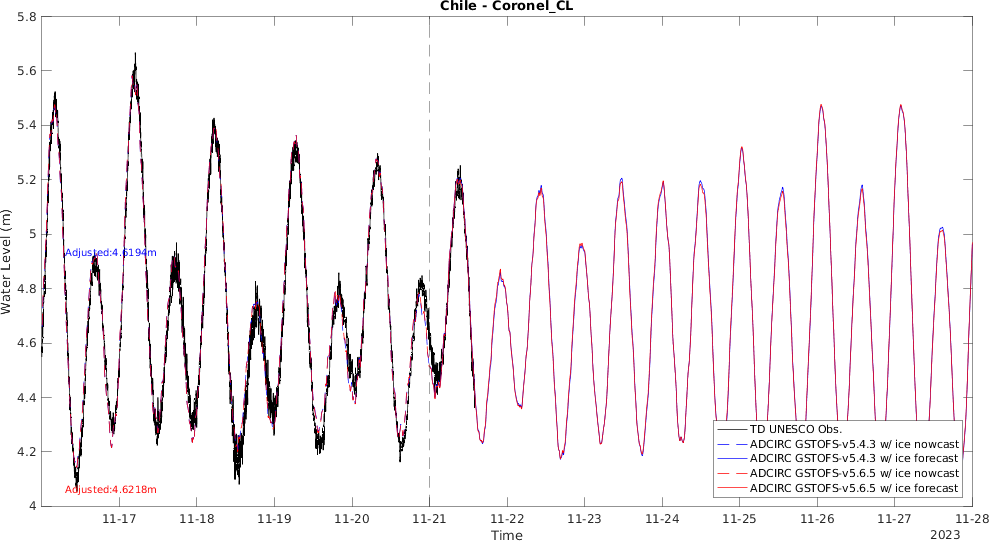 Chile - Coronel_CL
5.8
5.6
5.4
5.2
5
4.8
4.6
4.4
4.2
4
Water Level (m)
Adjusted:4.6194m
Adjusted:4.6218m
TD UNESCO Obs.
ADCIRC GSTOFS-v5.4.3 w/ ice nowcast
ADCIRC GSTOFS-v5.4.3 w/ ice forecast
ADCIRC GSTOFS-v5.6.5 w/ ice nowcast
ADCIRC GSTOFS-v5.6.5 w/ ice forecast
11-17 11-18 11-19 11-20 11-21 11-22 11-23 11-24 11-25 11-26 11-27 11-28
Time
2023